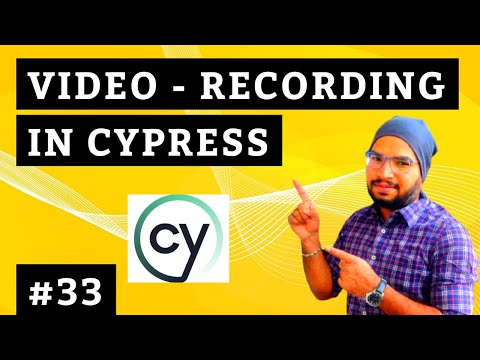 VIDEO - RECORDING
IN CYPRESS
cy
#33